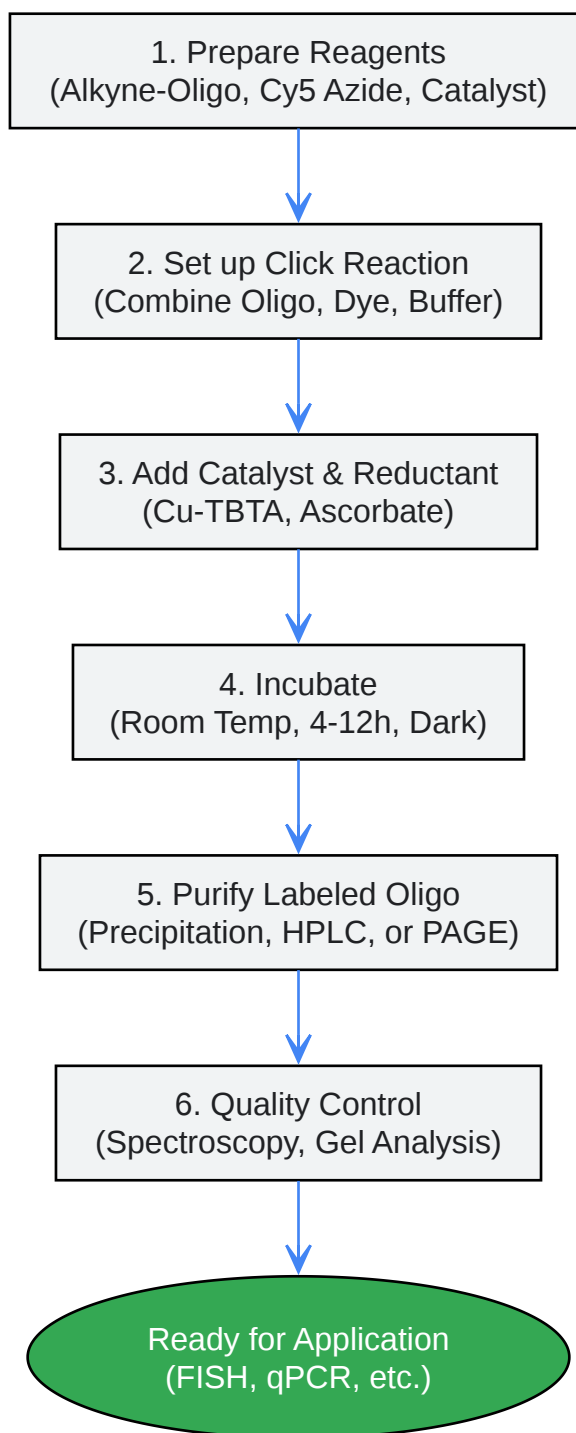 1. Prepare Reagents
(Alkyne-Oligo, Cy5 Azide, Catalyst)
2. Set up Click Reaction
(Combine Oligo, Dye, Buffer)
3. Add Catalyst & Reductant
(Cu-TBTA, Ascorbate)
4. Incubate
(Room Temp, 4-12h, Dark)
5. Purify Labeled Oligo
(Precipitation, HPLC, or PAGE)
6. Quality Control
(Spectroscopy, Gel Analysis)
Ready for Application
(FISH, qPCR, etc.)